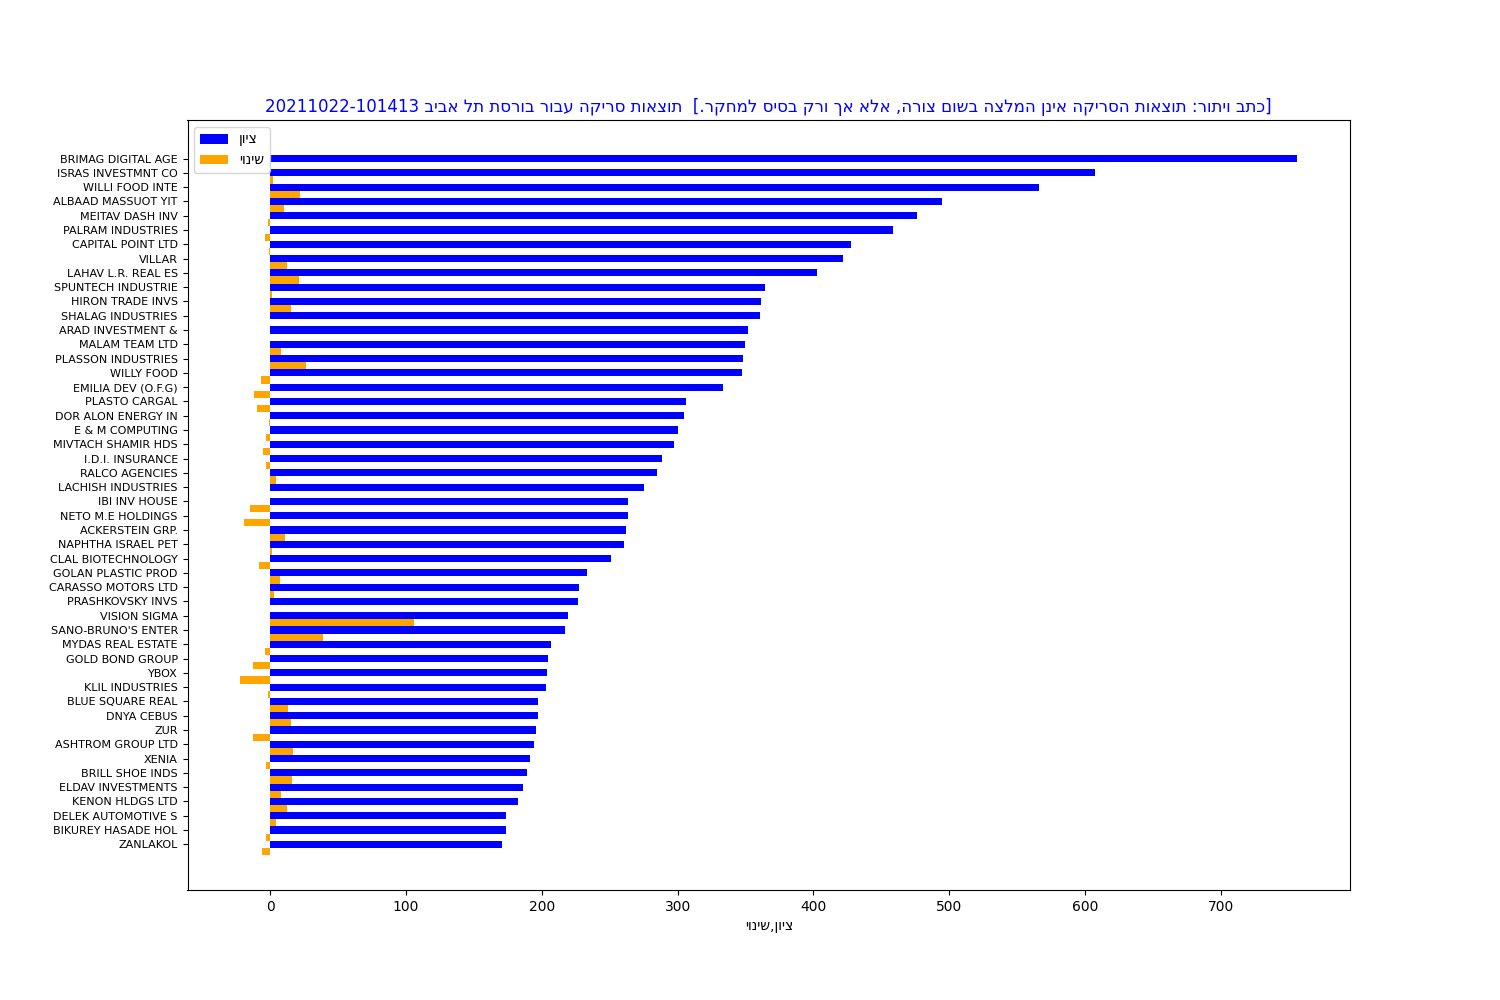 [כתב ויתור: תוצאות הסריקה אינן המלצה בשום צורה, אלא אך ורק בסיס למחקר.] תוצאות סריקה עבור בורסת תל אביב 20211022-101413
ציון
שינוי
BRIMAG DIGITAL AGE
ISRAS INVESTMNT CO
WILLI FOOD INTE
ALBAAD MASSUOT YIT
MEITAV DASH INV
PALRAM INDUSTRIES
CAPITAL POINT LTD
VILLAR
LAHAV L.R. REAL ES
SPUNTECH INDUSTRIE
HIRON TRADE INVS
SHALAG INDUSTRIES
ARAD INVESTMENT &
MALAM TEAM LTD
PLASSON INDUSTRIES
WILLY FOOD
EMILIA DEV (O.F.G)
PLASTO CARGAL
DOR ALON ENERGY IN
E & M COMPUTING
MIVTACH SHAMIR HDS
I.D.I. INSURANCE
RALCO AGENCIES
LACHISH INDUSTRIES
IBI INV HOUSE
NETO M.E HOLDINGS
ACKERSTEIN GRP.
NAPHTHA ISRAEL PET
CLAL BIOTECHNOLOGY
GOLAN PLASTIC PROD
CARASSO MOTORS LTD
PRASHKOVSKY INVS
VISION SIGMA
SANO-BRUNO'S ENTER
MYDAS REAL ESTATE
GOLD BOND GROUP
YBOX
KLIL INDUSTRIES
BLUE SQUARE REAL
DNYA CEBUS
ZUR
ASHTROM GROUP LTD
XENIA
BRILL SHOE INDS
ELDAV INVESTMENTS
KENON HLDGS LTD
DELEK AUTOMOTIVE S
BIKUREY HASADE HOL
ZANLAKOL
0 100 200 300 400 500 600 700
ציון,שינוי